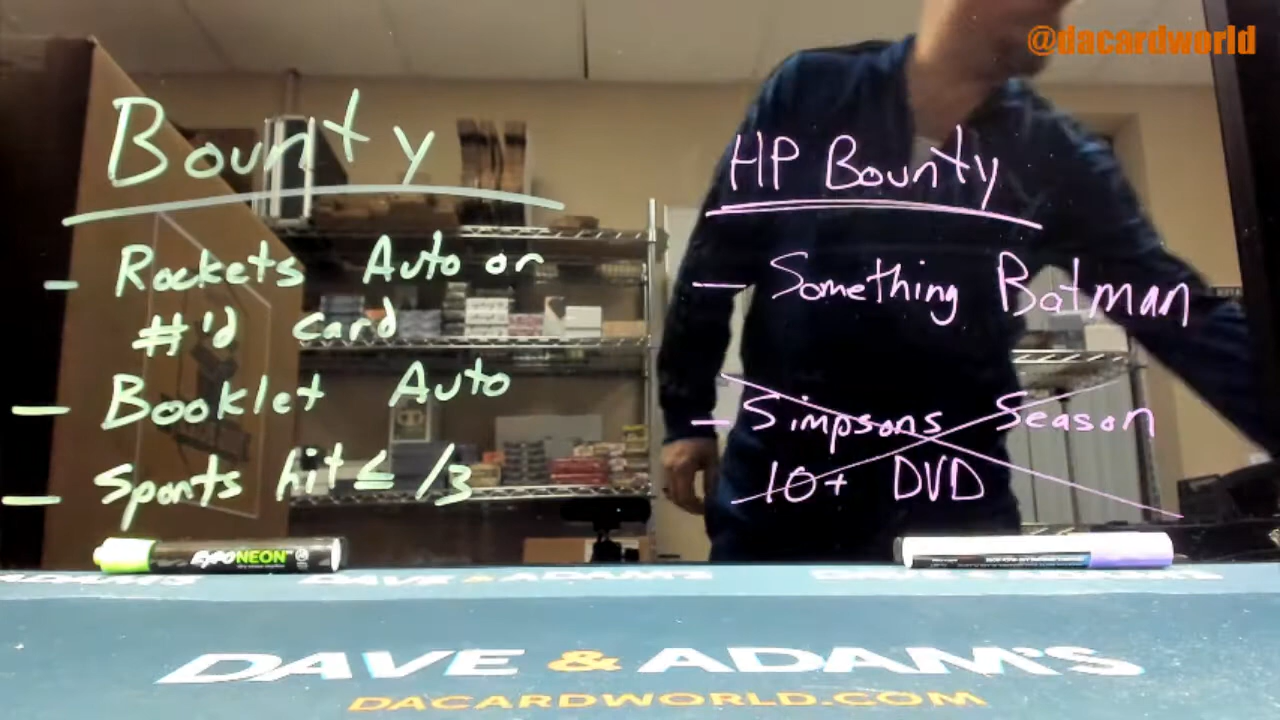 @dacardworld
Bounty
- Rockets Auto or
#'d card
- Booklet Auto
- Sports hit ≤ /3
HP Bounty
- Something Batman
- Simpsons Season
10+ DVD
EXPO NEON
DAVE & ADAM'S
DAVE & ADAM'S
DACARDWORLD.COM